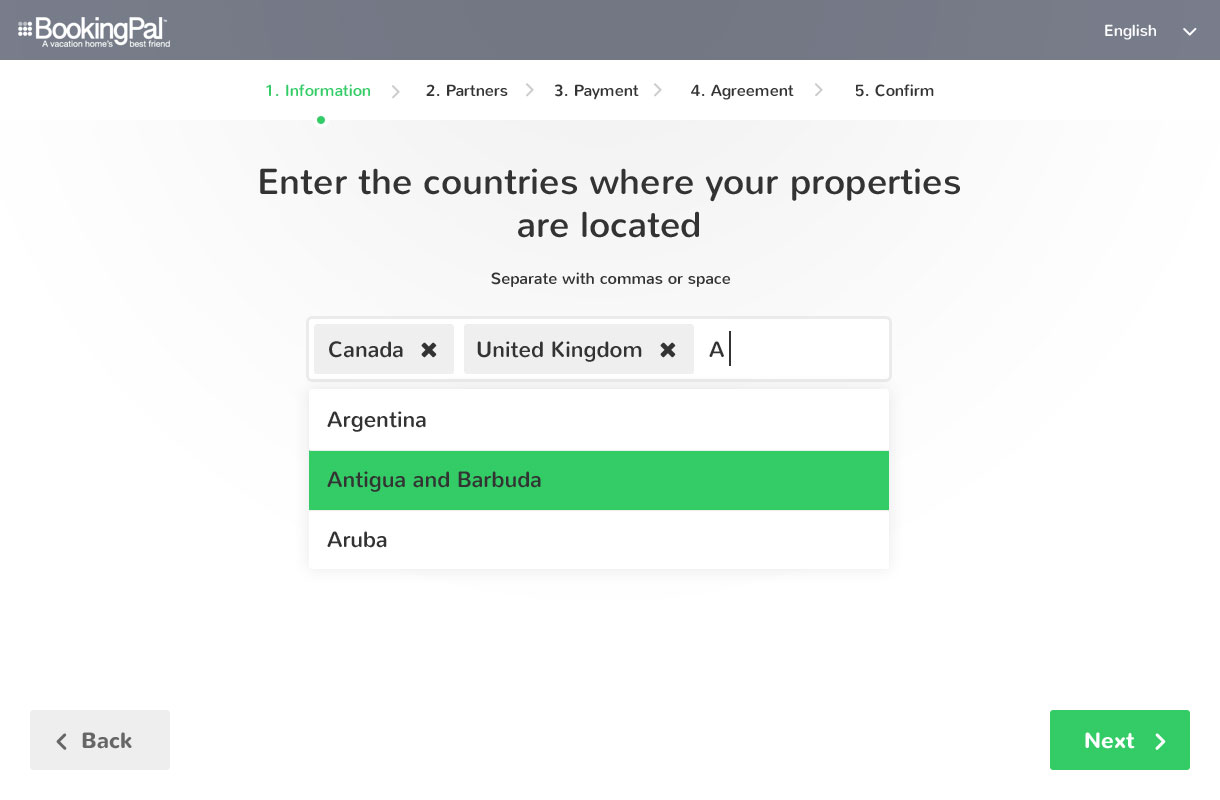 BookingPal™
A vacation home's best friend
English
1. Information
2. Partners
3. Payment
4. Agreement
5. Confirm
Enter the countries where your properties
are located
Separate with commas or space
Canada ✖ United Kingdom ✖ A
Argentina
Antigua and Barbuda
Aruba
Back
Next